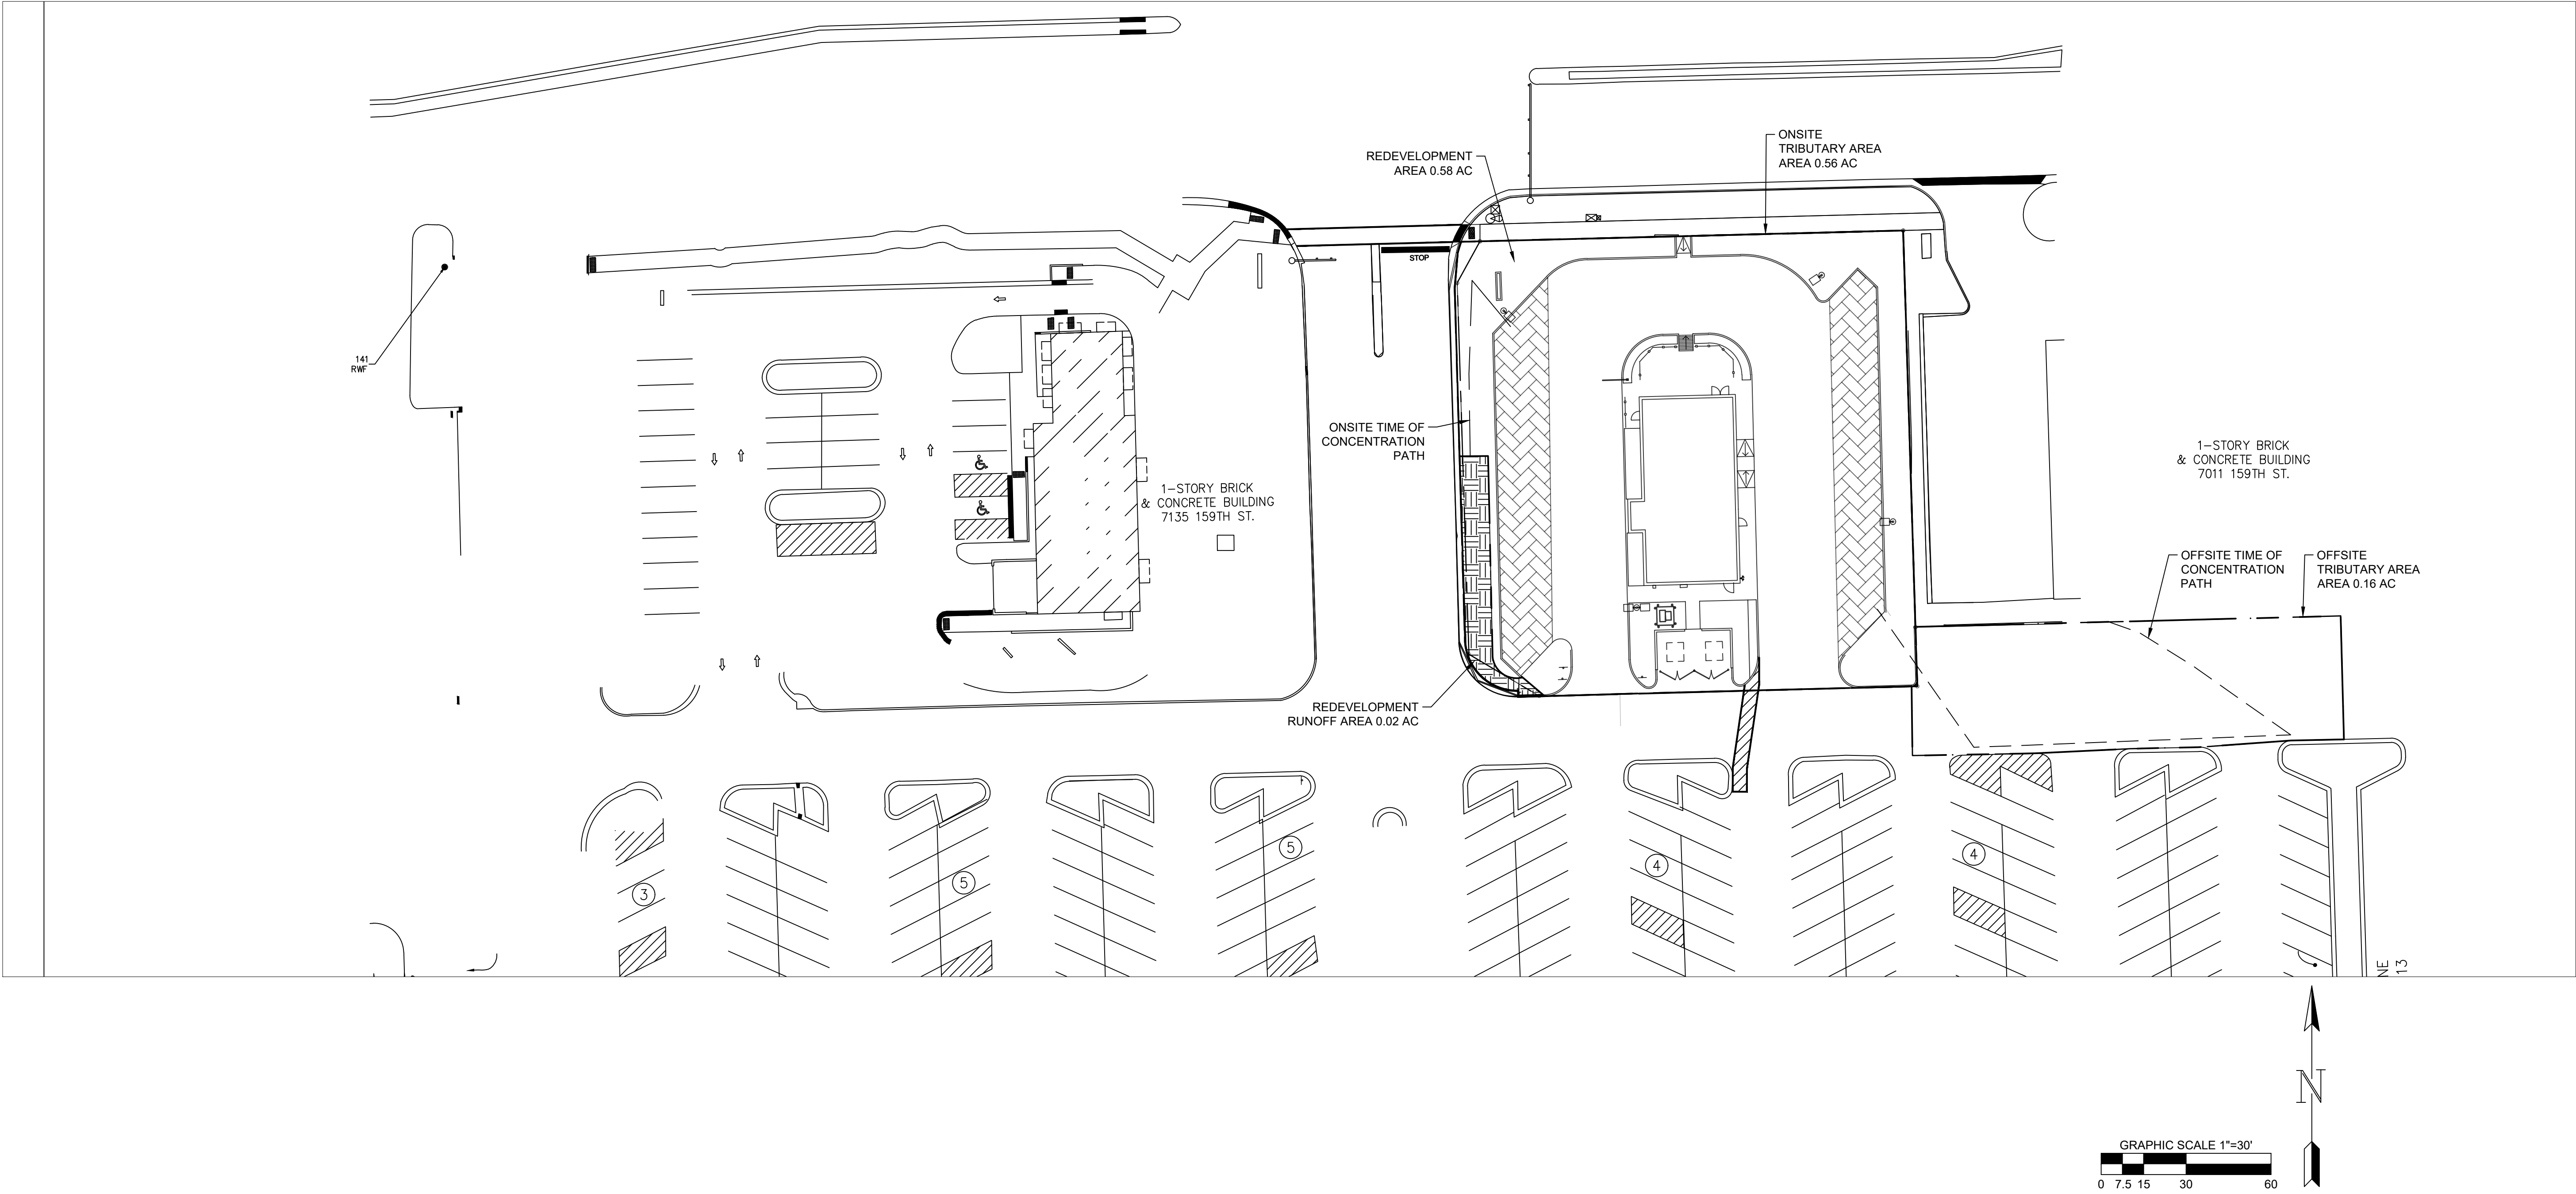 ONSITE
TRIBUTARY AREA
AREA 0.56 AC
REDEVELOPMENT
AREA 0.58 AC
STOP
141
RWF
ONSITE TIME OF
CONCENTRATION
PATH
1-STORY BRICK
& CONCRETE BUILDING
7011 159TH ST.
1-STORY BRICK
& CONCRETE BUILDING
7135 159TH ST.
OFFSITE TIME OF
CONCENTRATION
PATH
OFFSITE
TRIBUTARY AREA
AREA 0.16 AC
REDEVELOPMENT
RUNOFF AREA 0.02 AC
5
4
4
5
3
NE
13
N
GRAPHIC SCALE 1"=30'
0 7.5 15 30 60